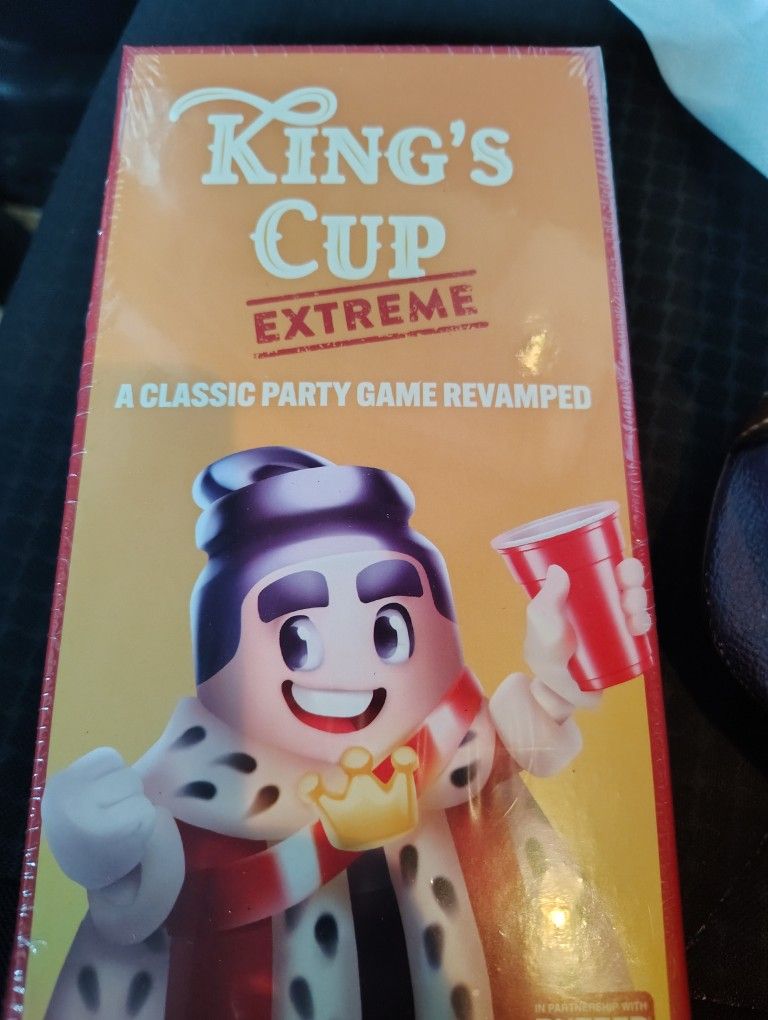 KING'S
CUP
EXTREME
A CLASSIC PARTY GAME REVAMPED
IN PARTNERSHIP WITH